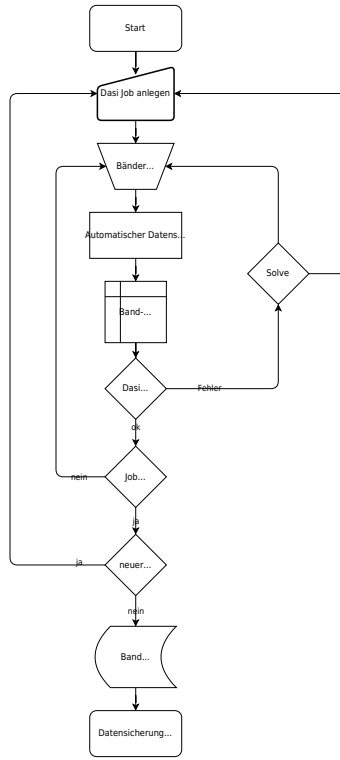 Start
Dasi Job anlegen
Bänder...
Automatischer Datens...
Solve
Band-...
Dasi...
Fehler
ok
nein
Job...
ja
ja
neuer...
nein
Band...
Datensicherung...